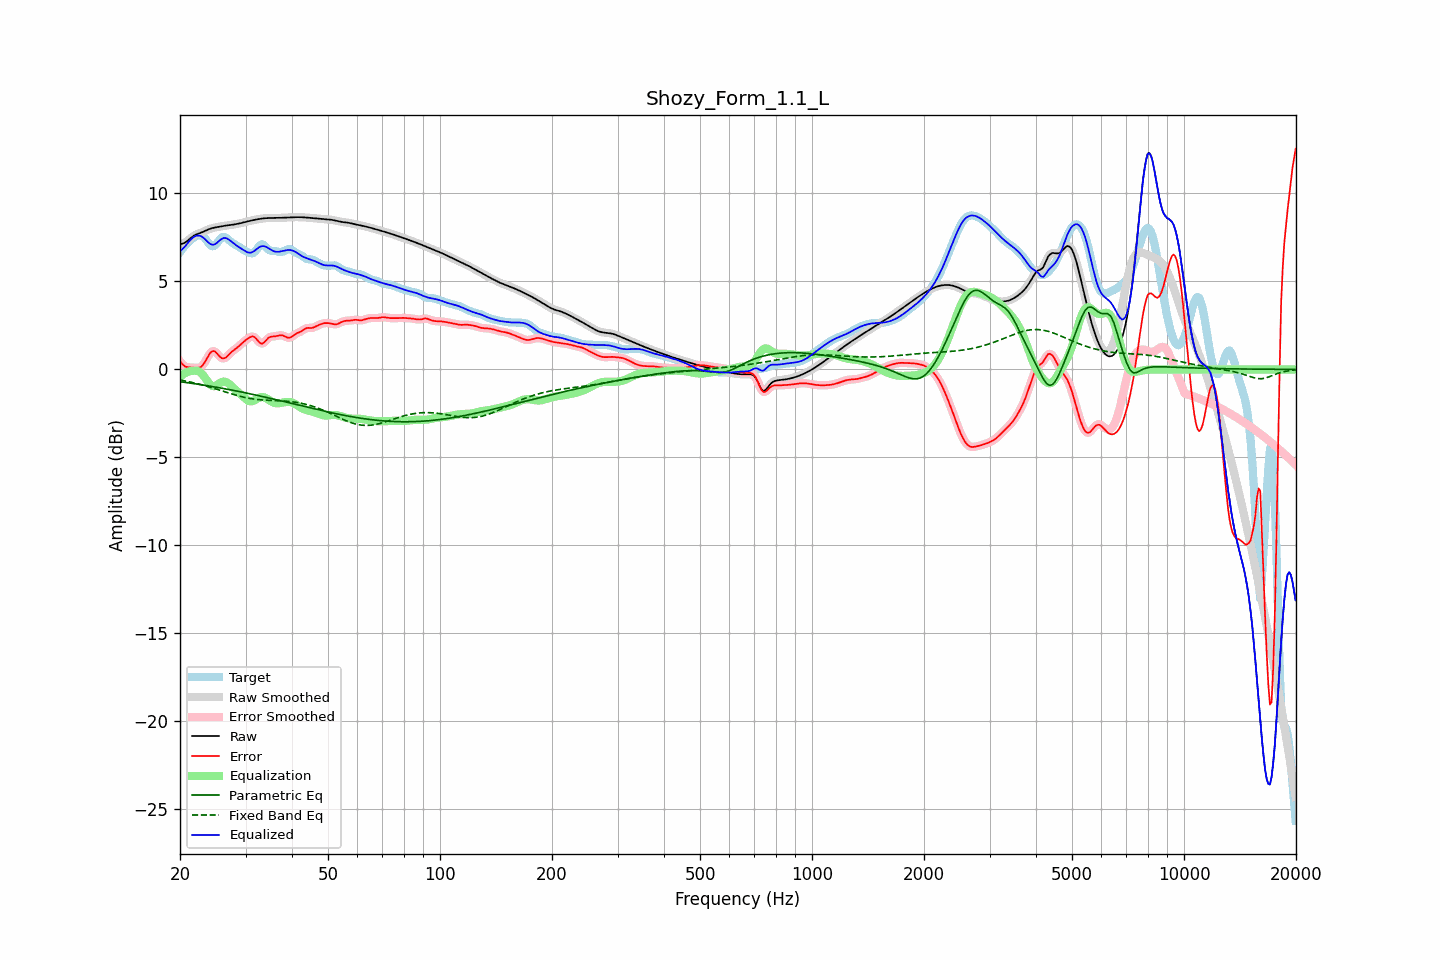 Shozy_Form_1.1_L
Amplitude (dBr)
10
5
0
−5
−10
−15
−20
−25
Target
Raw Smoothed
Error Smoothed
Raw
Error
Equalization
Parametric Eq
Fixed Band Eq
Equalized
20 50 100 200 500 1000 2000 5000 10000 20000
Frequency (Hz)